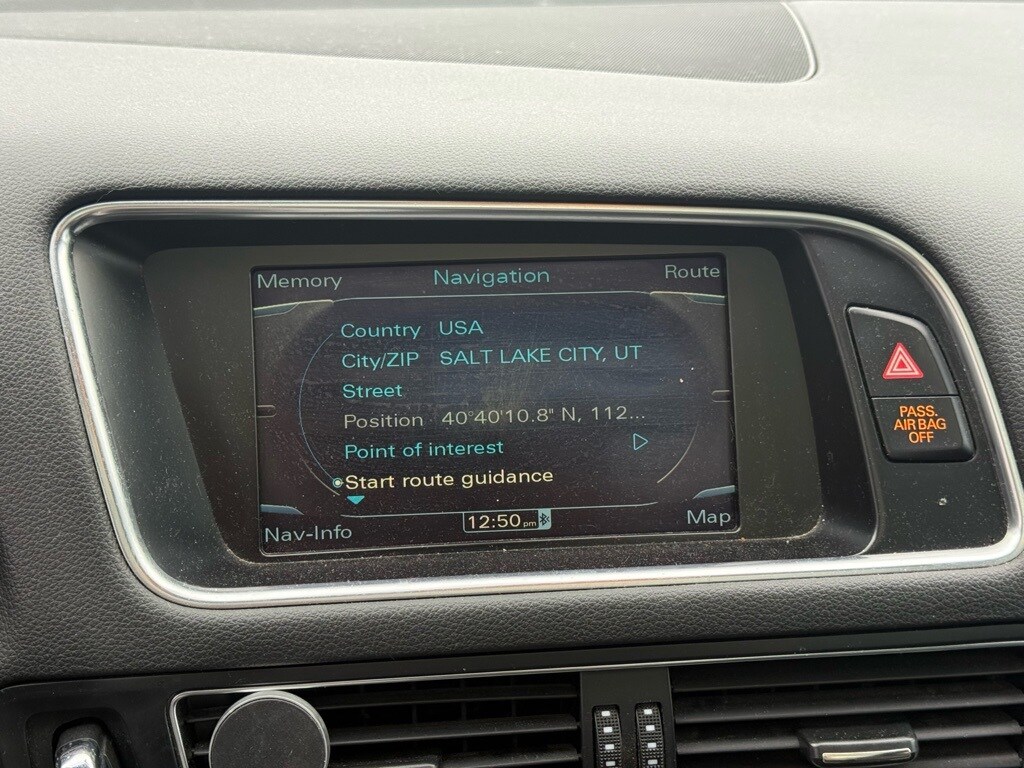 Memory Navigation Route
Country USA
City/ZIP SALT LAKE CITY, UT
Street
Position 40°40'10.8" N, 112...
Point of interest
Start route guidance
Nav-Info 12:50 pm Map
PASS.
AIR BAG
OFF